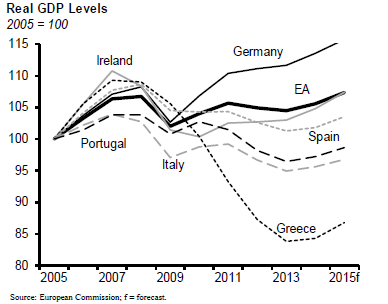 Real GDP Levels
2005 = 100
115
110
105
100
95
90
85
80
Germany
Ireland
EA
Spain
Portugal
Italy
Greece
2005 2007 2009 2011 2013 2015f
Source: European Commission; f = forecast.